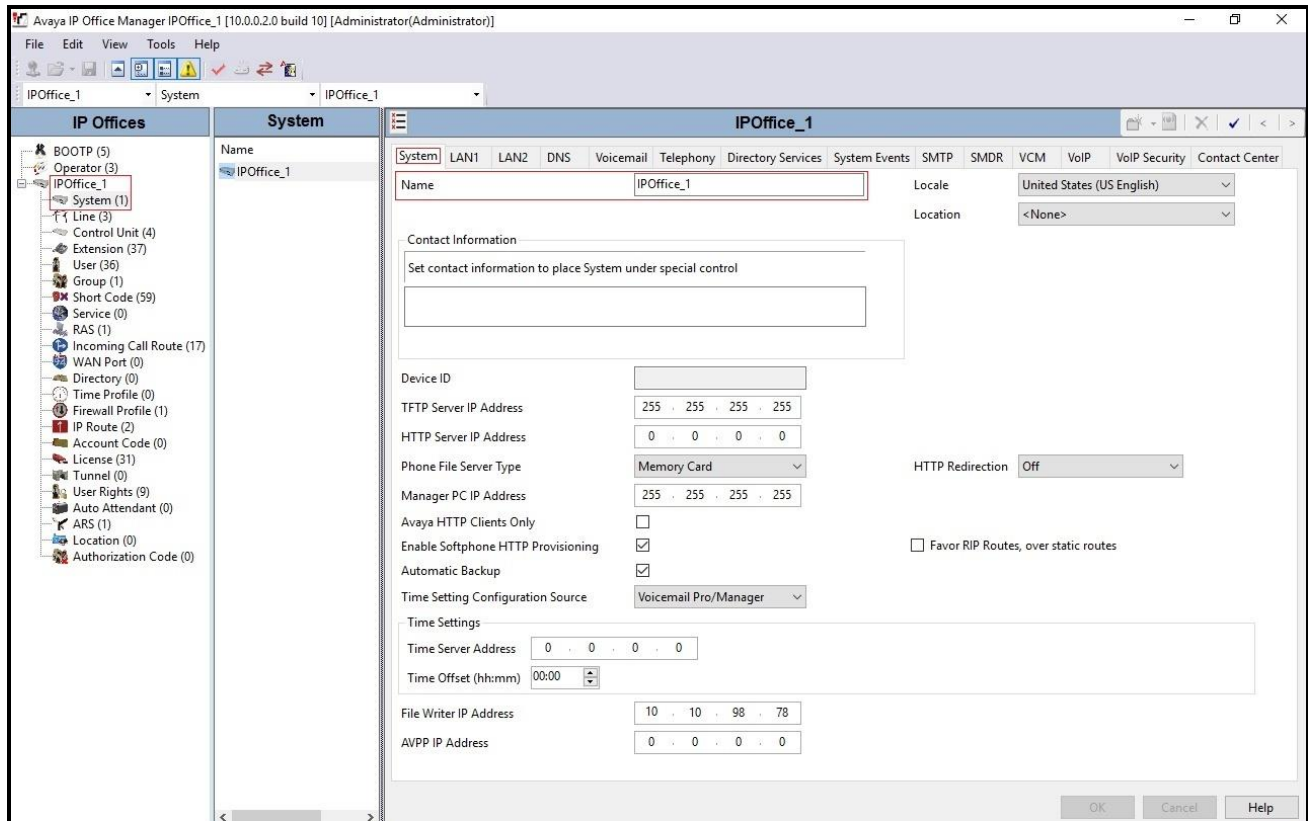 Avaya IP Office Manager IPOffice_1 [10.0.0.2.0 build 10] [Administrator(Administrator)]
File Edit View Tools Help
IPOffice_1 System IPOffice_1
IP Offices
BOOTP (5)
Operator (3)
IPOffice_1
System (1)
Line (3)
Control Unit (4)
Extension (37)
User (36)
Group (1)
Short Code (59)
Service (0)
RAS (1)
Incoming Call Route (17)
WAN Port (0)
Directory (0)
Time Profile (0)
Firewall Profile (1)
IP Route (2)
Account Code (0)
License (31)
Tunnel (0)
User Rights (9)
Auto Attendant (0)
ARS (1)
Location (0)
Authorization Code (0)
System
Name
IPOffice_1
IPOffice_1
System LAN1 LAN2 DNS Voicemail Telephony Directory Services System Events SMTP SMDR VCM VoIP VoIP Security Contact Center
Name IPOffice_1 Locale United States (US English)
Location <None>
Contact Information
Set contact information to place System under special control
Device ID
TFTP Server IP Address 255 . 255 . 255 . 255
HTTP Server IP Address 0 . 0 . 0 . 0
Phone File Server Type Memory Card HTTP Redirection Off
Manager PC IP Address 255 . 255 . 255 . 255
Avaya HTTP Clients Only
Enable Softphone HTTP Provisioning Favor RIP Routes, over static routes
Automatic Backup
Time Setting Configuration Source Voicemail Pro/Manager
Time Settings
Time Server Address 0 . 0 . 0 . 0
Time Offset (hh:mm) 00:00
File Writer IP Address 10 . 10 . 98 . 78
AVPP IP Address 0 . 0 . 0 . 0
OK Cancel Help